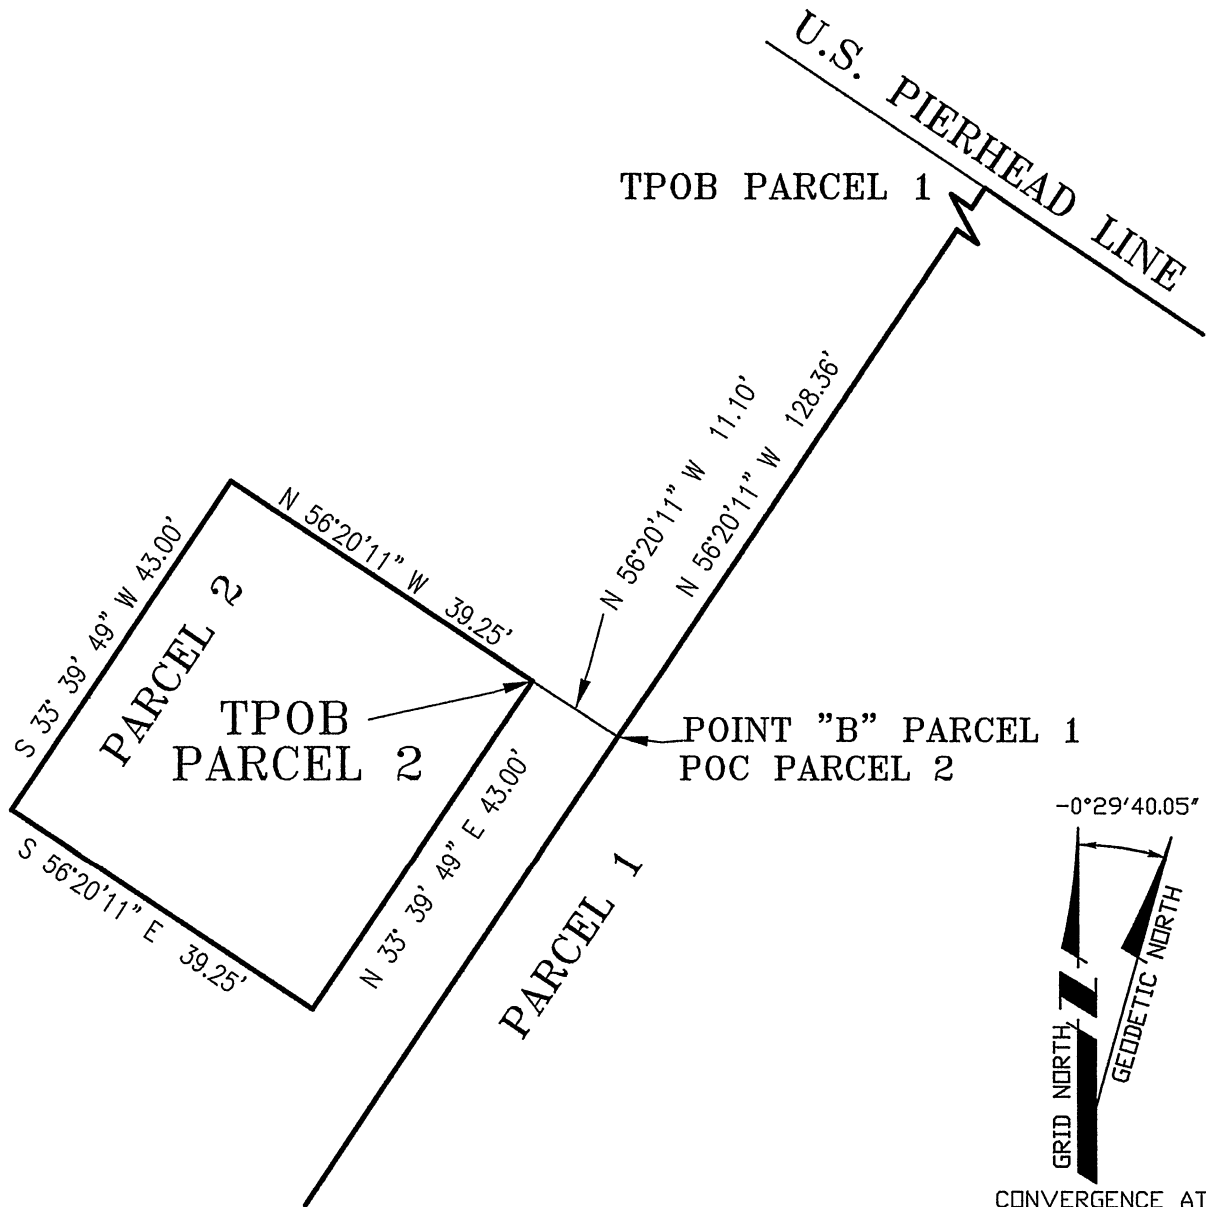 U.S. PIERHEAD LINE
TPOB PARCEL 1
N 56°20'11" W 11.10'
N 56°20'11" W 128.36'
N 56°20'11" W 39.25'
S 33° 39' 49" W 43.00'
PARCEL 2
TPOB
PARCEL 2
POINT "B" PARCEL 1
POC PARCEL 2
N 33° 39' 49" E 43.00'
S 56°20'11" E 39.25'
PARCEL 1
-0°29'40.05"
GRID NORTH
GEODETIC NORTH
CONVERGENCE AT